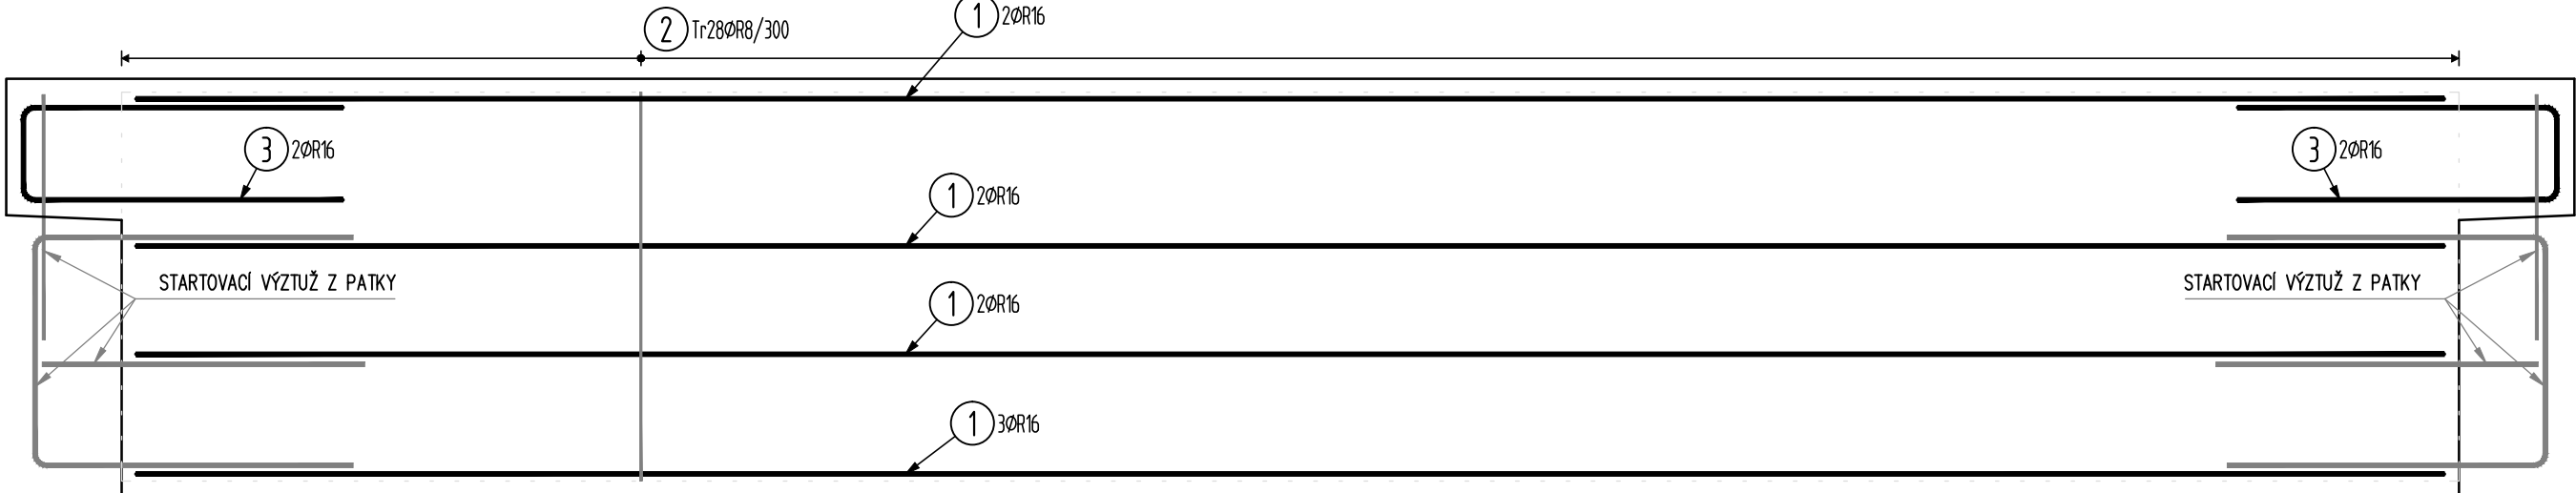 1 2ØR16
2 Tr28ØR8/300
3 2ØR16
3 2ØR16
1 2ØR16
STARTOVACÍ VÝZTUŽ Z PATKY
STARTOVACÍ VÝZTUŽ Z PATKY
1 2ØR16
1 3ØR16